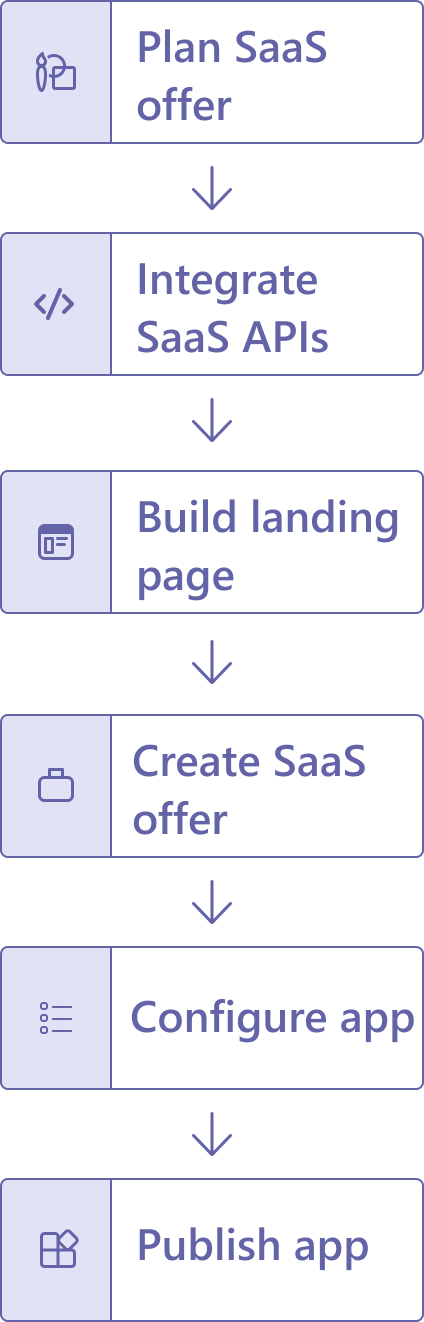 Plan SaaS
offer
Integrate
SaaS APIs
Build landing
page
Create SaaS
offer
Configure app
Publish app